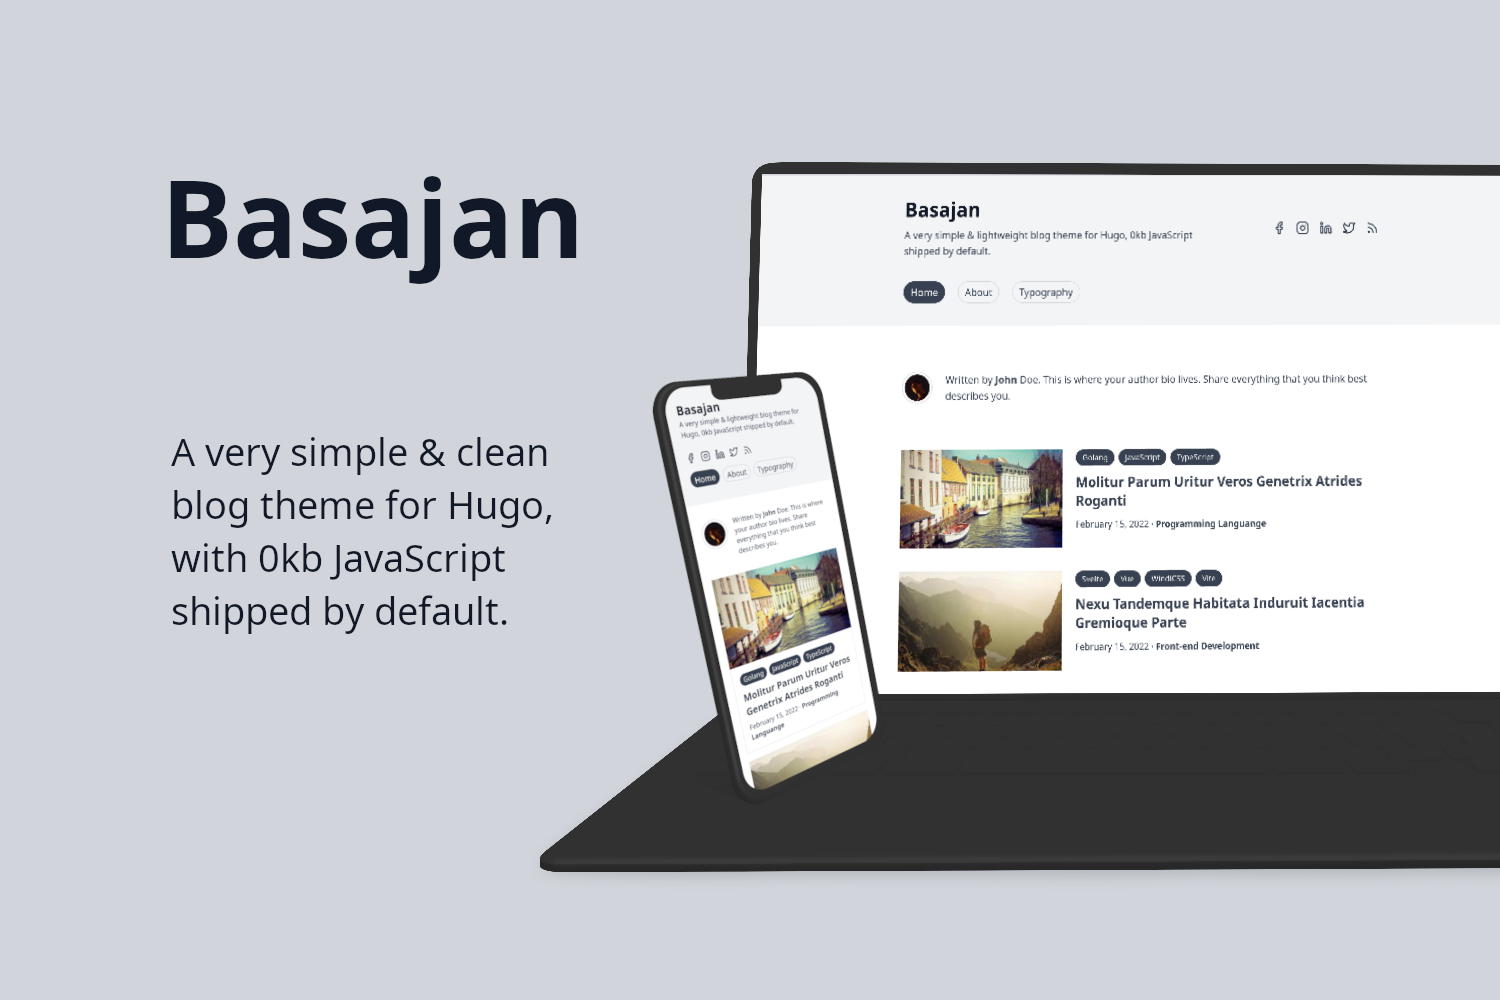 Basajan
A very simple & clean
blog theme for Hugo,
with 0kb JavaScript
shipped by default.
Basajan
A very simple & lightweight blog theme for Hugo, 0kb JavaScript
shipped by default.
Home About Typography
Written by John Doe. This is where your author bio lives. Share everything that you think best
describes you.
Golang JavaScript TypeScript
Molitur Parum Uritur Veros Genetrix Atrides
Roganti
February 15, 2022 · Programming Languange
Svelte Vue WindiCSS Vite
Nexu Tandemque Habitata Induruit Iacentia
Gremioque Parte
February 15, 2022 · Front-end Development
Basajan
A very simple & lightweight blog theme for
Hugo, 0kb JavaScript shipped by default.
Home About Typography
Written by John Doe. This is where
your author bio lives. Share
everything that you think best
describes you.
Golang JavaScript TypeScript
Molitur Parum Uritur Veros
Genetrix Atrides Roganti
February 15, 2022 · Programming
Languange